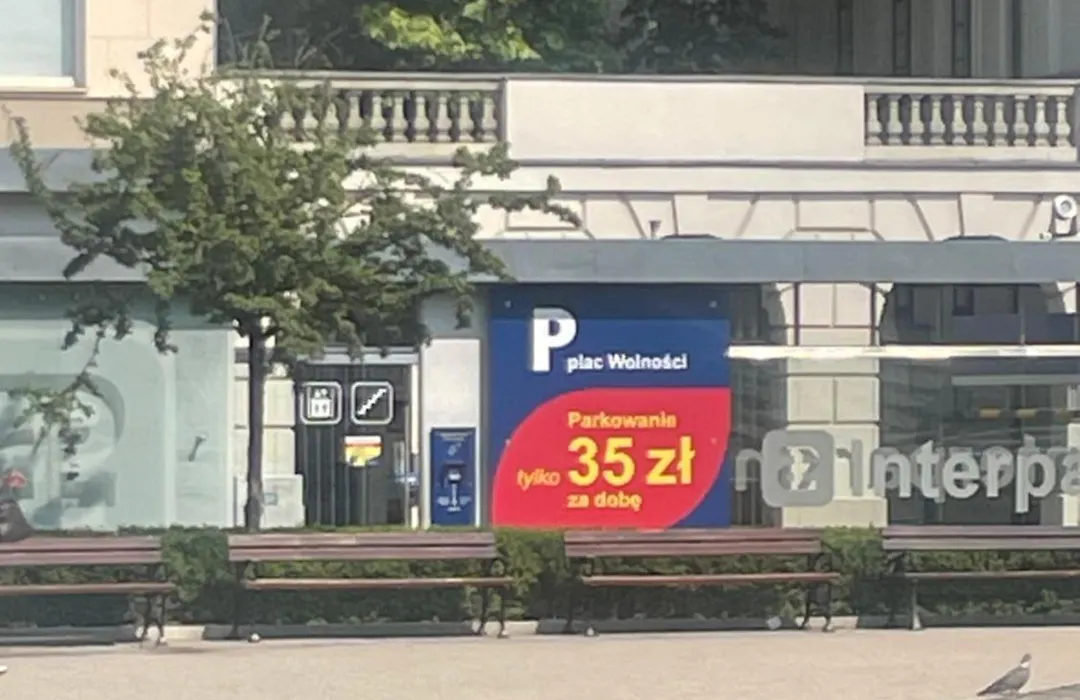 P
plac Wolności
Parkowanie
tylko 35 zł
za dobę
Interpa